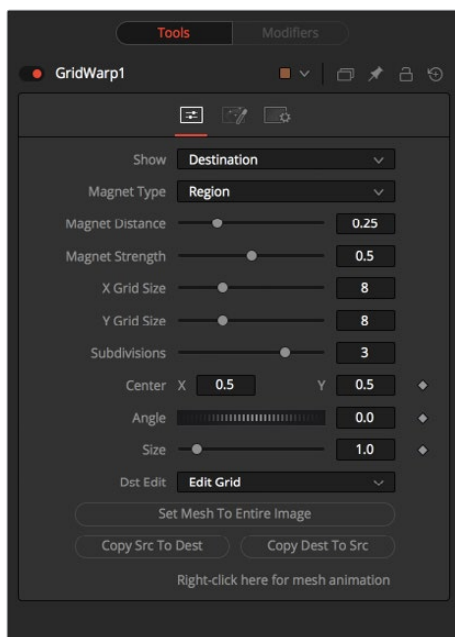 Tools Modifiers
GridWarp1
Show Destination
Magnet Type Region
Magnet Distance 0.25
Magnet Strength 0.5
X Grid Size 8
Y Grid Size 8
Subdivisions 3
Center X 0.5 Y 0.5
Angle 0.0
Size 1.0
Dst Edit Edit Grid
Set Mesh To Entire Image
Copy Src To Dest Copy Dest To Src
Right-click here for mesh animation